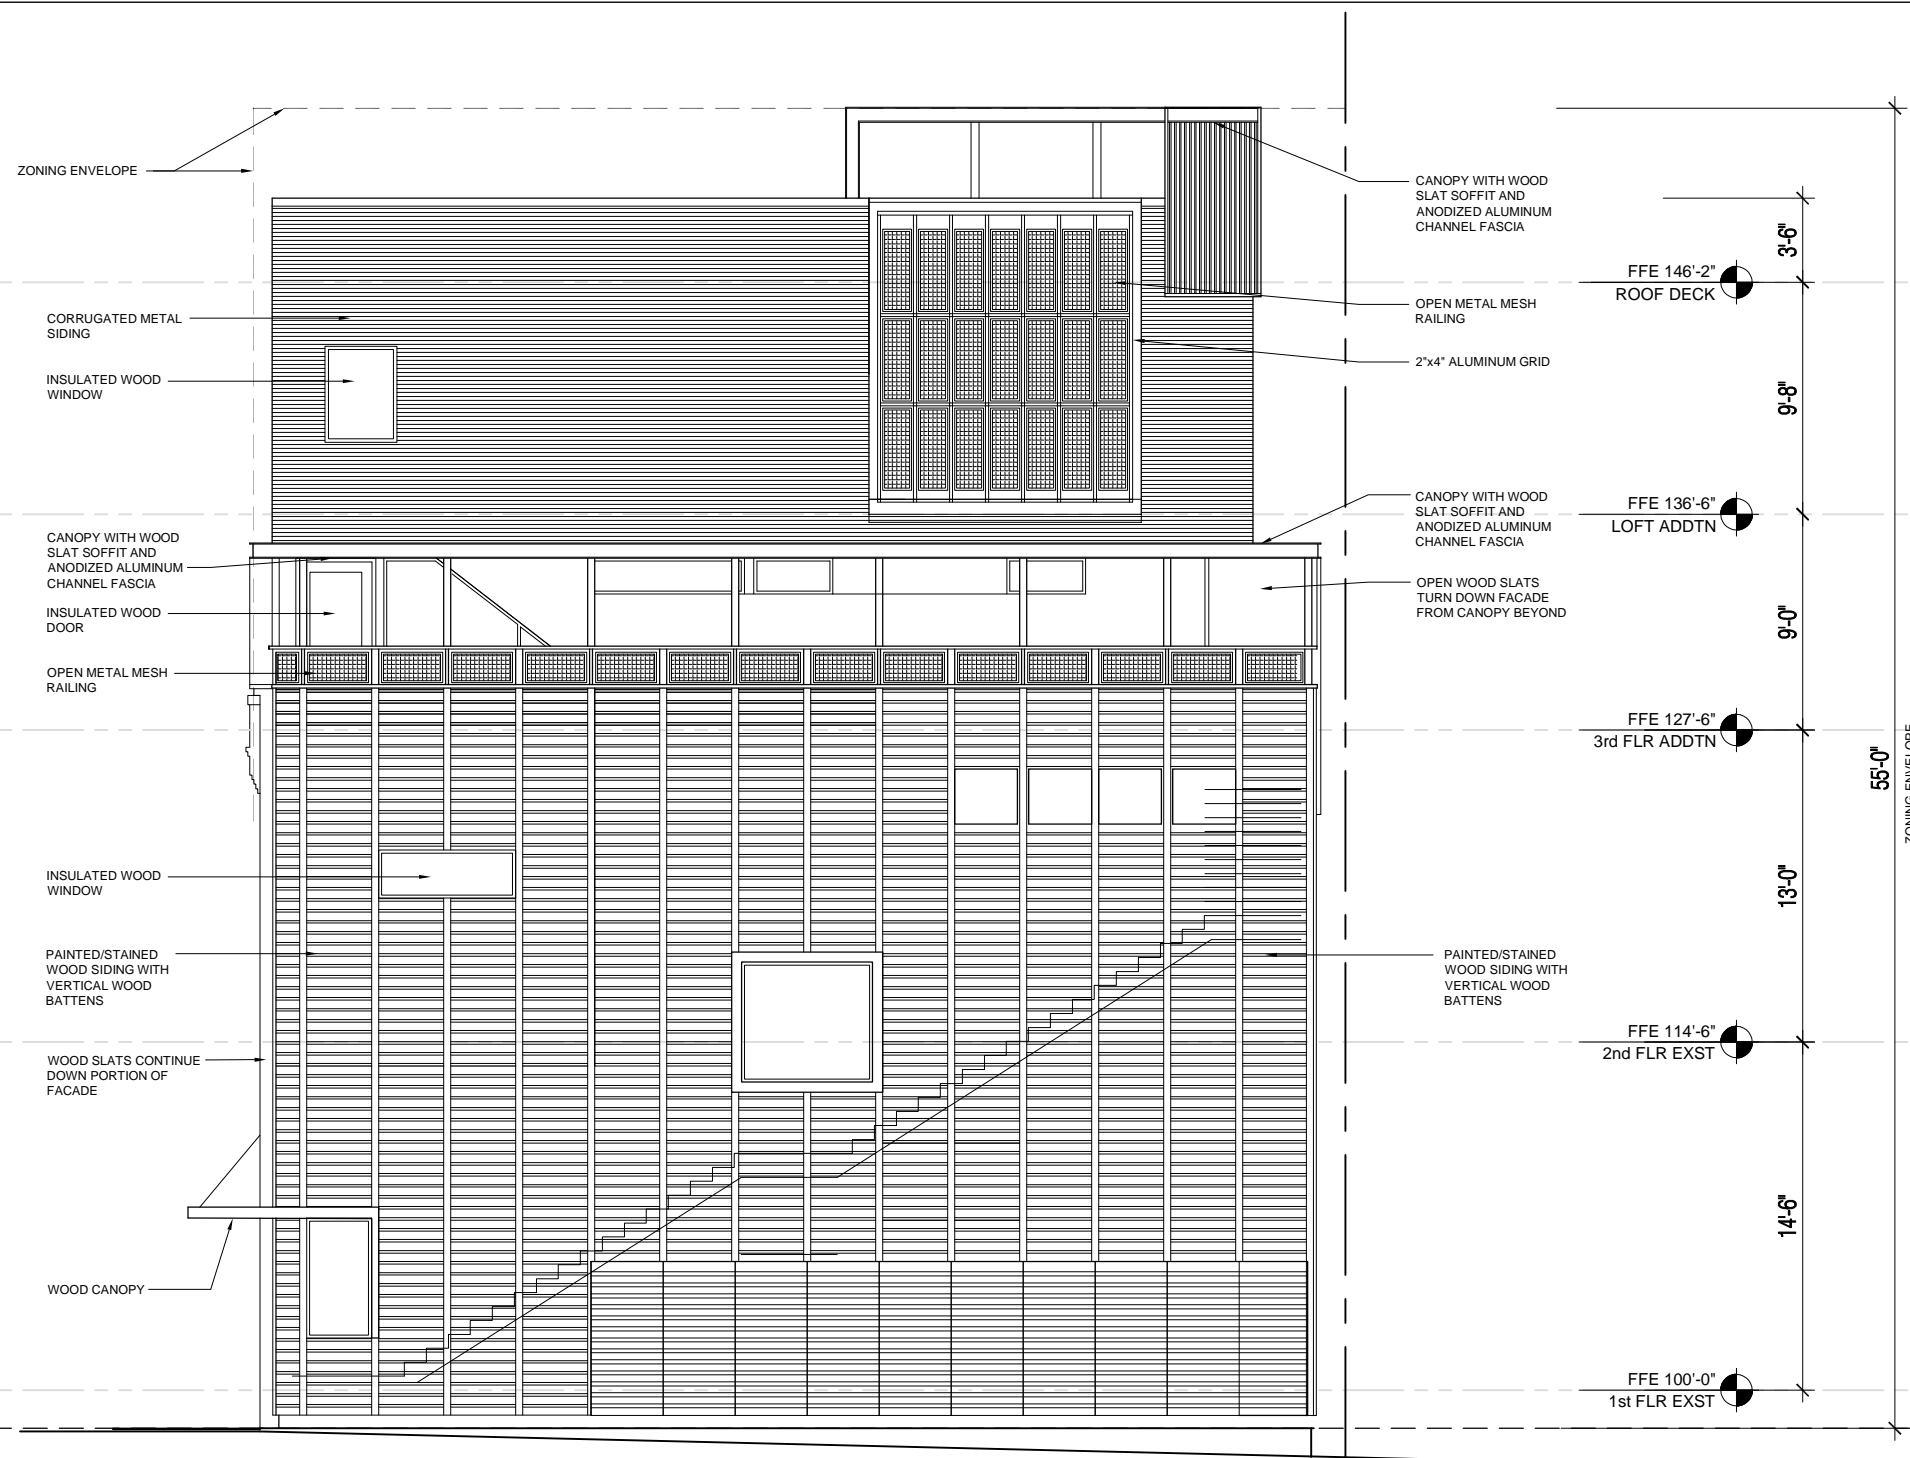 ZONING ENVELOPE
CORRUGATED METAL
SIDING
INSULATED WOOD
WINDOW
CANOPY WITH WOOD
SLAT SOFFIT AND
ANODIZED ALUMINUM
CHANNEL FASCIA
INSULATED WOOD
DOOR
OPEN METAL MESH
RAILING
INSULATED WOOD
WINDOW
PAINTED/STAINED
WOOD SIDING WITH
VERTICAL WOOD
BATTENS
WOOD SLATS CONTINUE
DOWN PORTION OF
FACADE
WOOD CANOPY
CANOPY WITH WOOD
SLAT SOFFIT AND
ANODIZED ALUMINUM
CHANNEL FASCIA
OPEN METAL MESH
RAILING
2"x4" ALUMINUM GRID
CANOPY WITH WOOD
SLAT SOFFIT AND
ANODIZED ALUMINUM
CHANNEL FASCIA
OPEN WOOD SLATS
TURN DOWN FACADE
FROM CANOPY BEYOND
PAINTED/STAINED
WOOD SIDING WITH
VERTICAL WOOD
BATTENS
FFE 146'-2"
ROOF DECK
FFE 136'-6"
LOFT ADDTN
FFE 127'-6"
3rd FLR ADDTN
FFE 114'-6"
2nd FLR EXST
FFE 100'-0"
1st FLR EXST
3'-6"
9'-8"
9'-0"
13'-0"
14'-6"
55'-0"
ZONING ENVELOPE